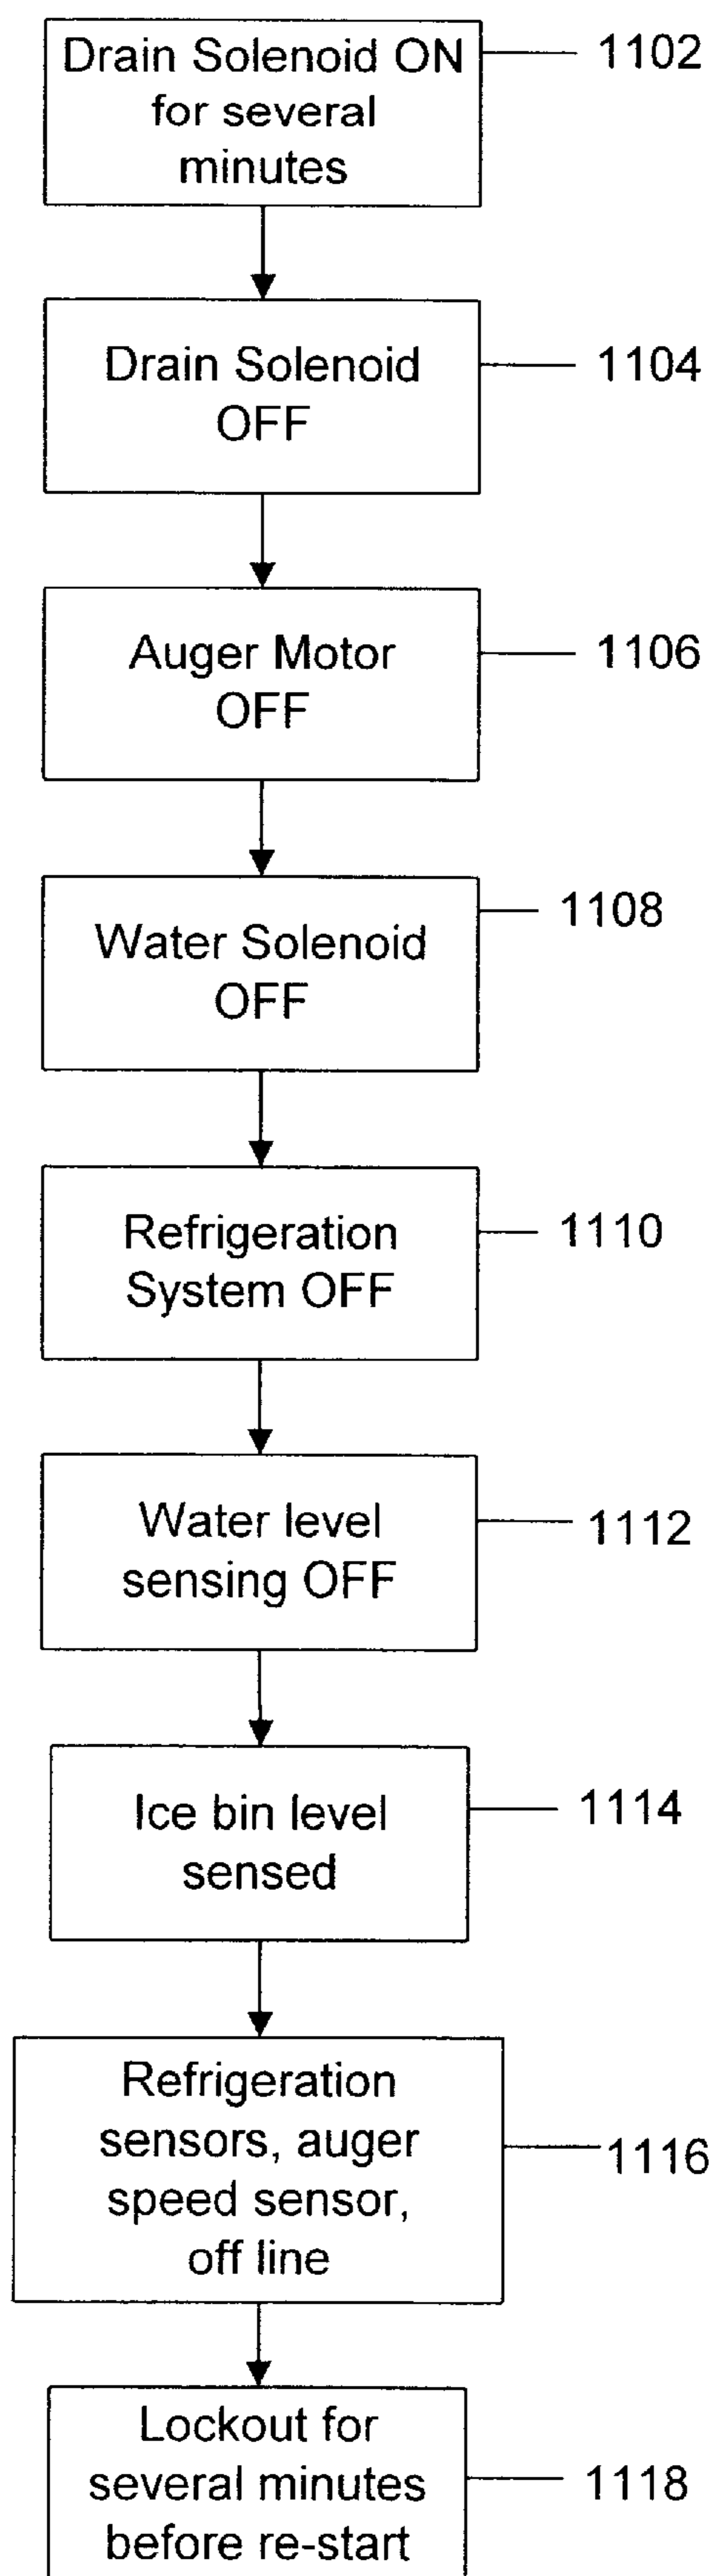 Drain Solenoid ON
for several
minutes
1102
Drain Solenoid
OFF
1104
Auger Motor
OFF
1106
Water Solenoid
OFF
1108
Refrigeration
System OFF
1110
Water level
sensing OFF
1112
Ice bin level
sensed
1114
Refrigeration
sensors, auger
speed sensor,
off line
1116
Lockout for
several minutes
before re-start
1118